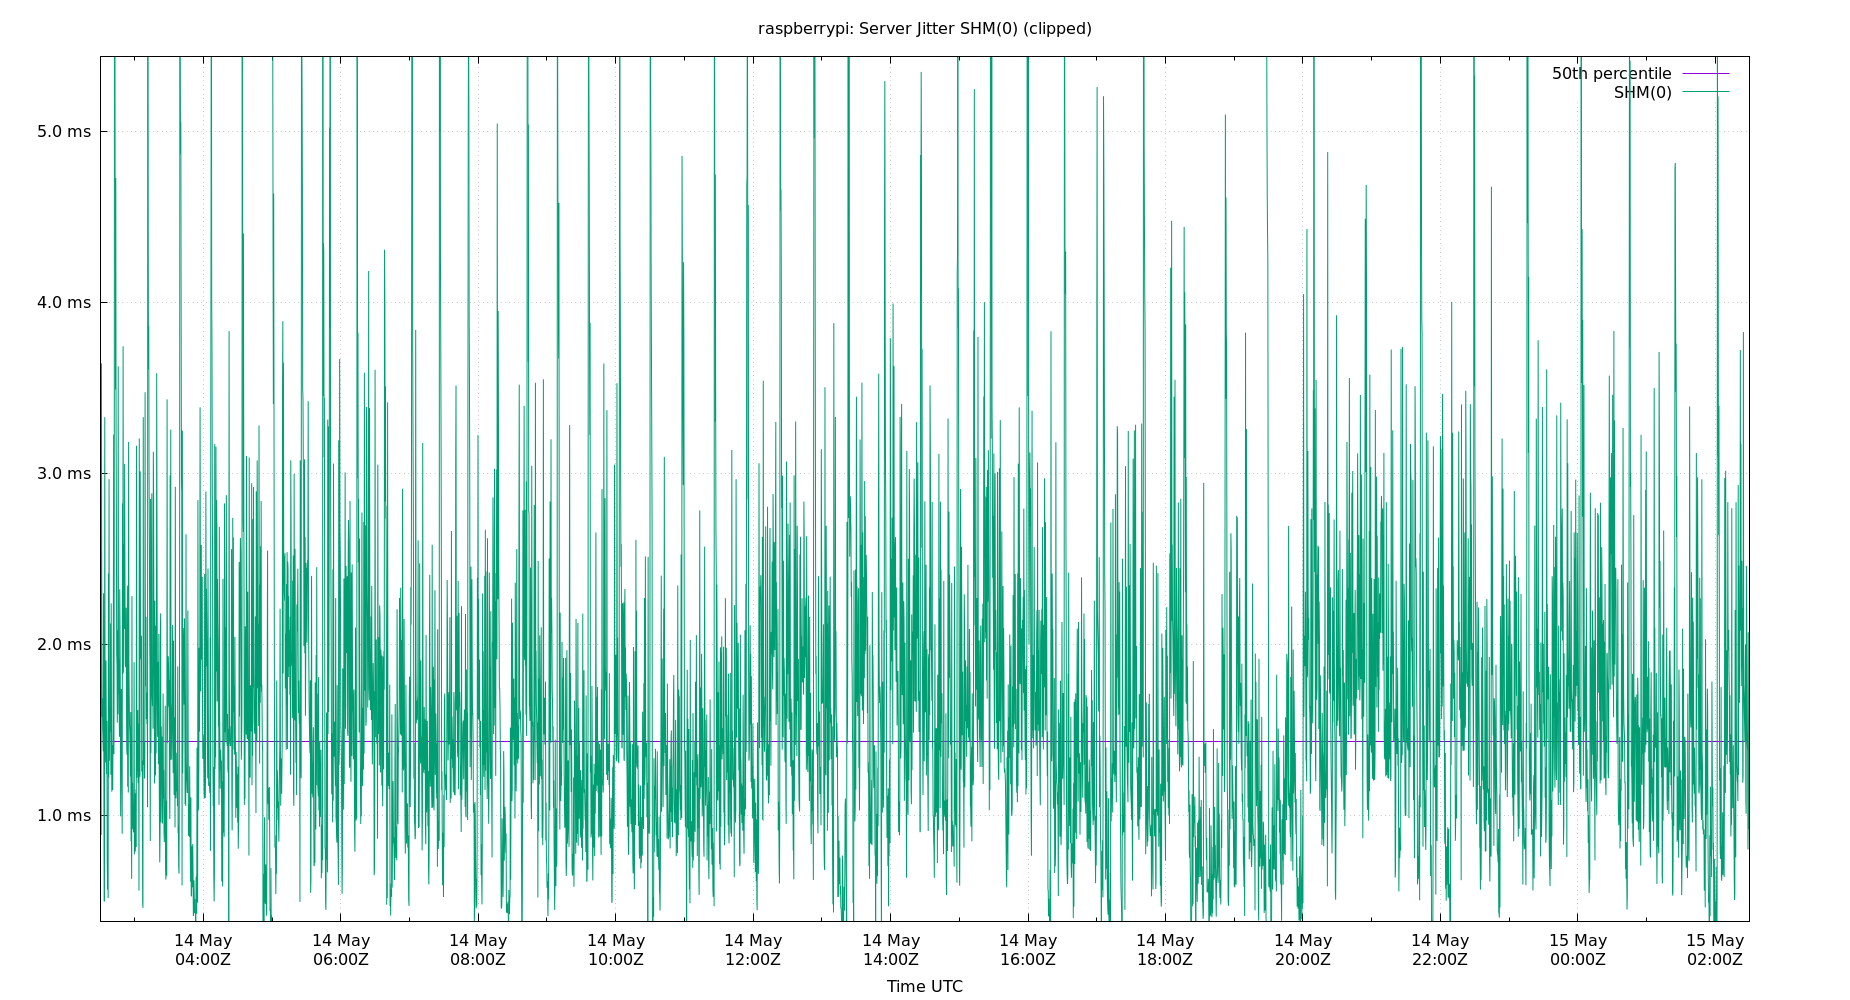 raspberrypi: Server Jitter SHM(0) (clipped)
50th percentile
SHM(0)
5.0 ms
4.0 ms
3.0 ms
2.0 ms
1.0 ms
14 May 14 May 14 May 14 May 14 May 14 May 14 May 14 May 14 May 14 May 15 May 15 May
04:00Z 06:00Z 08:00Z 10:00Z 12:00Z 14:00Z 16:00Z 18:00Z 20:00Z 22:00Z 00:00Z 02:00Z
Time UTC